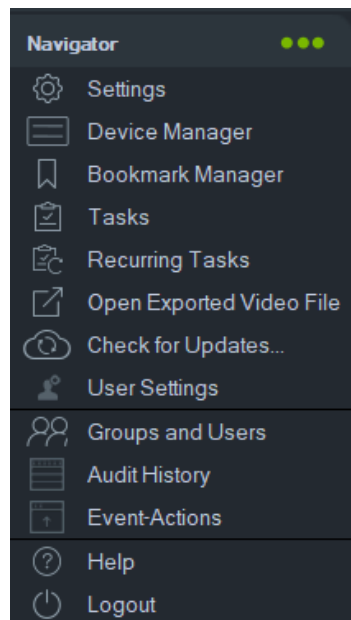 Navigator
Settings
Device Manager
Bookmark Manager
Tasks
Recurring Tasks
Open Exported Video File
Check for Updates...
User Settings
Groups and Users
Audit History
Event-Actions
Help
Logout